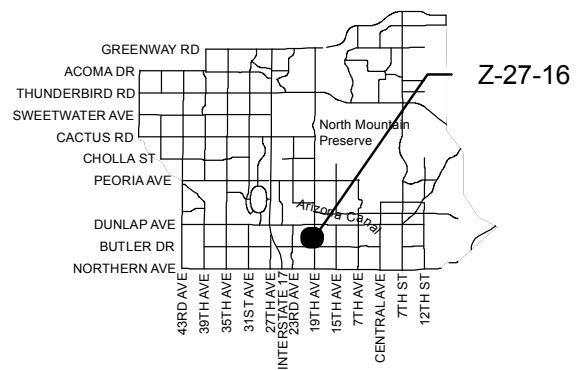 GREENWAY RD
ACOMA DR
Z-27-16
THUNDERBIRD RD
SWEETWATER AVE
North Mountain
Preserve
CACTUS RD
CHOLLA ST
PEORIA AVE
Arizona Canal
DUNLAP AVE
BUTLER DR
NORTHERN AVE
43RD AVE
39TH AVE
35TH AVE
31ST AVE
27TH AVE
INTERSTATE 17
23RD AVE
19TH AVE
15TH AVE
7TH AVE
CENTRAL AVE
7TH ST
12TH ST